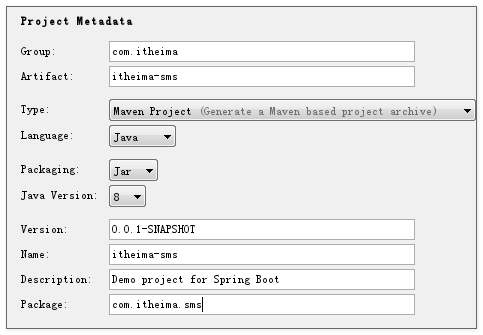 Project Metadata
Group: com.itheima
Artifact: itheima-sms
Type: Maven Project (Generate a Maven based project archive)
Language: Java
Packaging: Jar
Java Version: 8
Version: 0.0.1-SNAPSHOT
Name: itheima-sms
Description: Demo project for Spring Boot
Package: com.itheima.sms